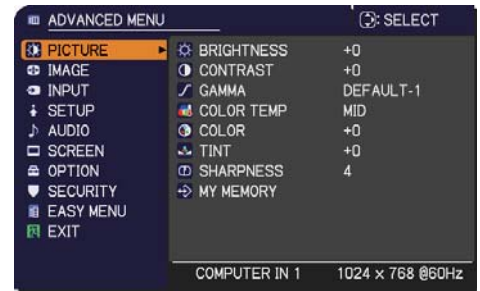 ADVANCED MENU : SELECT
PICTURE BRIGHTNESS +0
IMAGE CONTRAST +0
INPUT GAMMA DEFAULT-1
SETUP COLOR TEMP MID
AUDIO COLOR +0
SCREEN TINT +0
OPTION SHARPNESS 4
SECURITY MY MEMORY
EASY MENU
EXIT
COMPUTER IN 1 1024 x 768 @60Hz